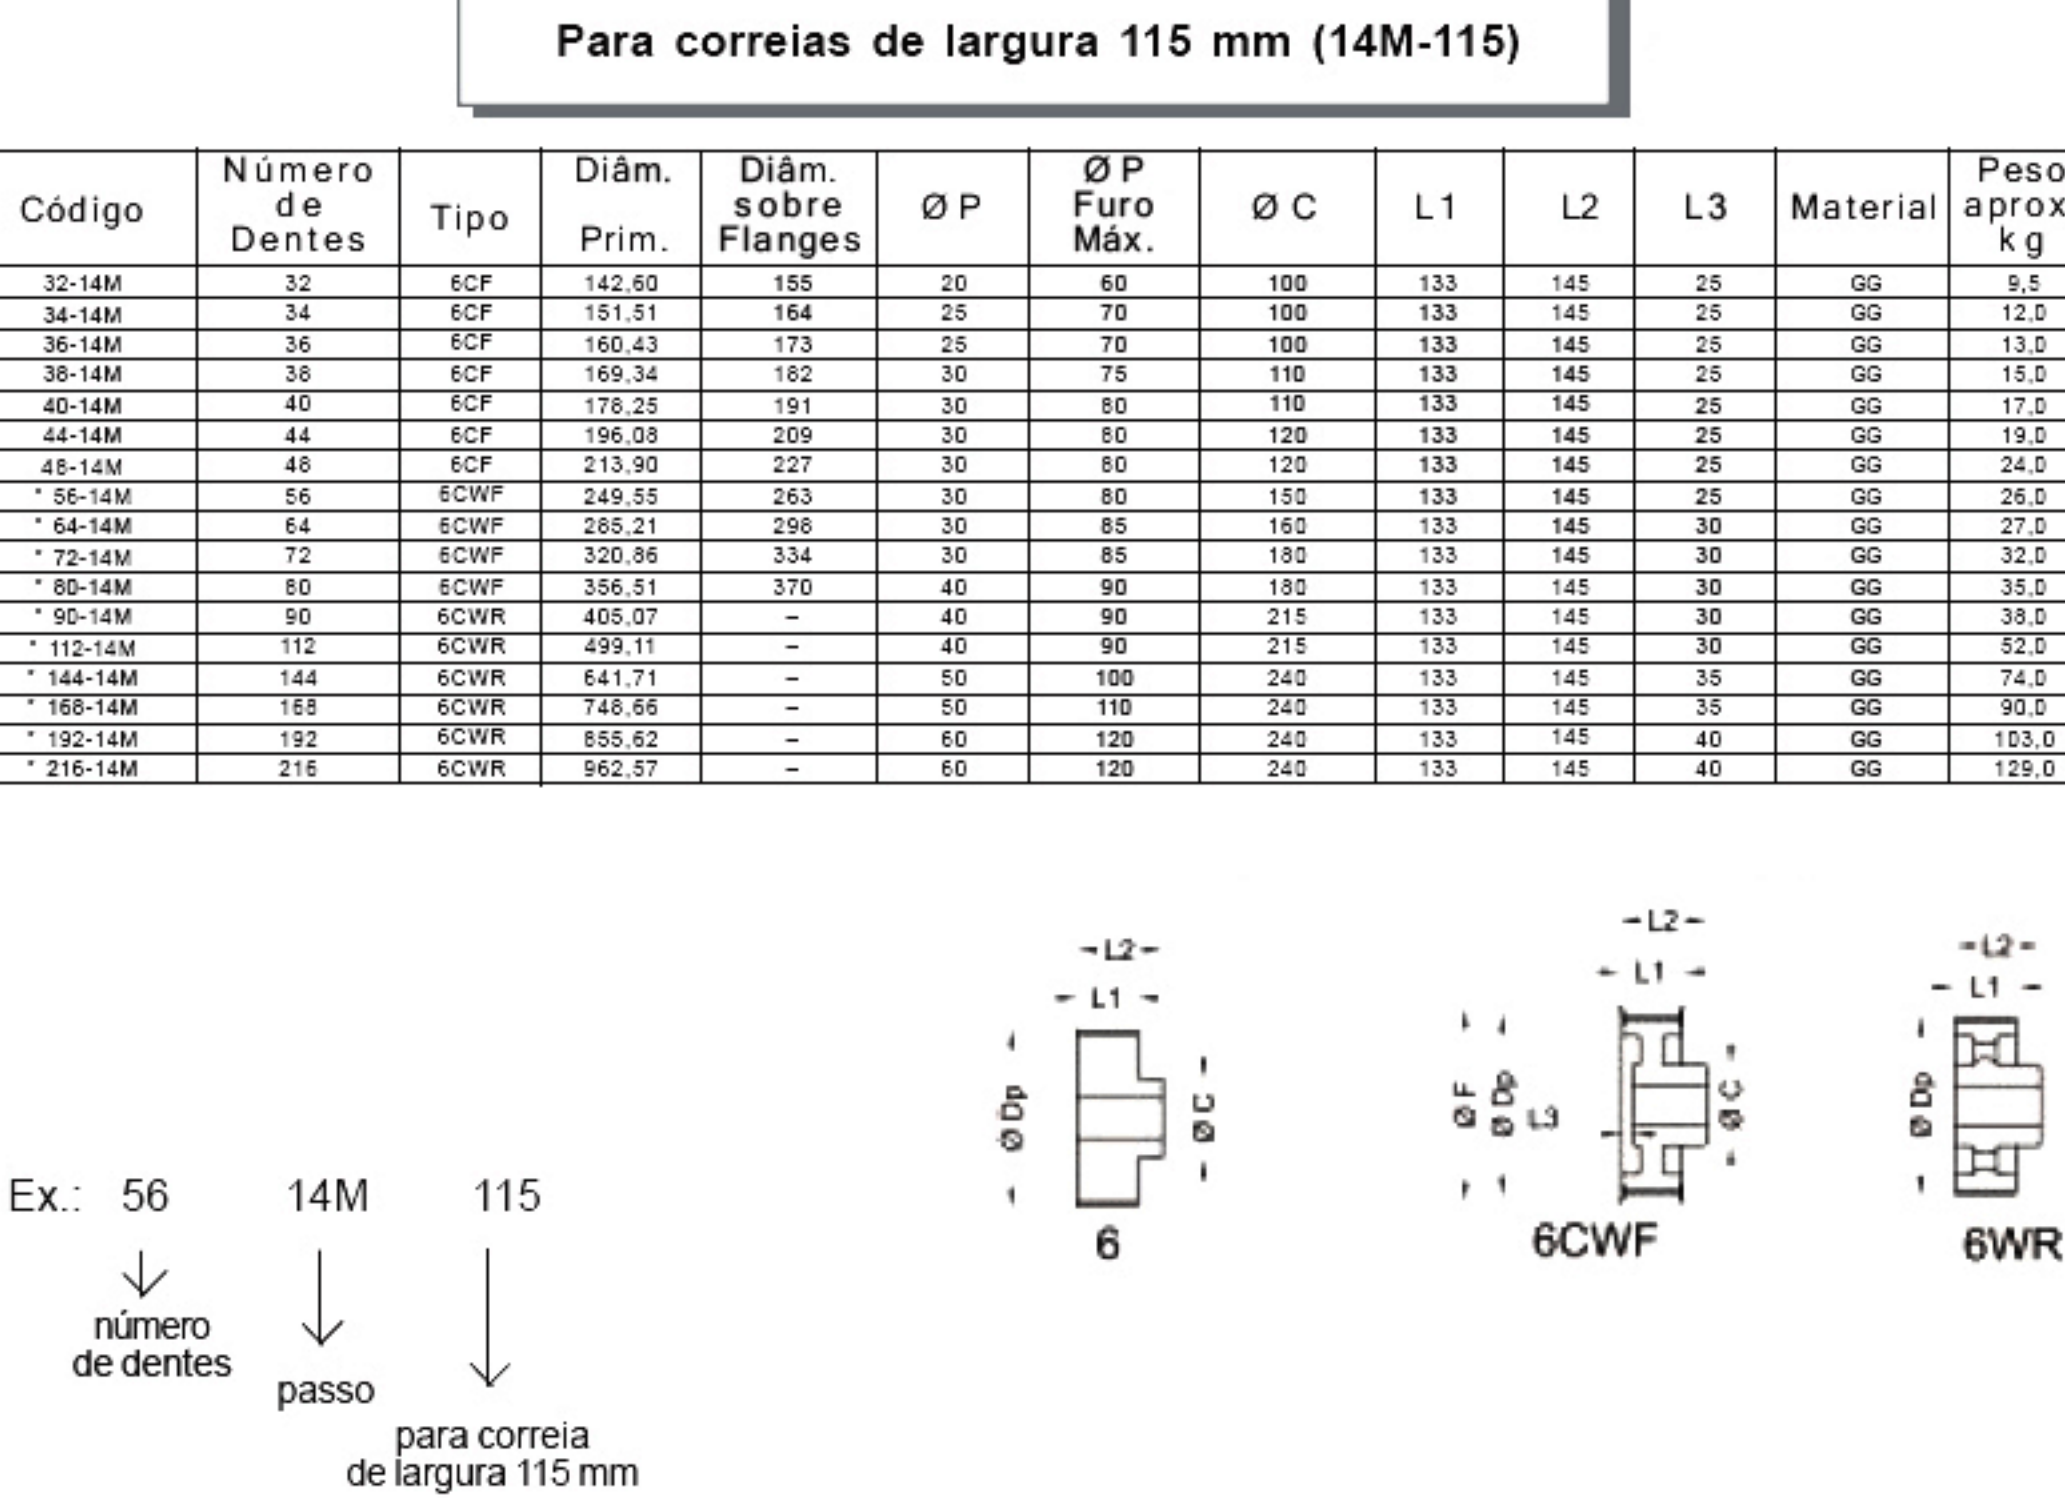 Para correias de largura 115 mm (14M-115)
Código Número de Dentes Tipo Diâm. Prim. Diâm. sobre Flanges Ø P Ø P Furo Máx. Ø C L1 L2 L3 Material Peso aprox kg
32-14M 32 6CF 142,60 155 20 60 100 133 145 25 GG 9,5
34-14M 34 6CF 151,51 164 25 70 100 133 145 25 GG 12,0
36-14M 36 6CF 160,43 173 25 70 100 133 145 25 GG 13,0
38-14M 38 6CF 169,34 182 30 75 110 133 145 25 GG 15,0
40-14M 40 6CF 178,25 191 30 80 110 133 145 25 GG 17,0
44-14M 44 6CF 196,08 209 30 80 120 133 145 25 GG 19,0
48-14M 48 6CF 213,90 227 30 80 120 133 145 25 GG 24,0
* 56-14M 56 6CWF 249,55 263 30 80 150 133 145 25 GG 26,0
* 64-14M 64 6CWF 285,21 298 30 85 160 133 145 30 GG 27,0
* 72-14M 72 6CWF 320,86 334 30 85 180 133 145 30 GG 32,0
* 80-14M 80 6CWF 356,51 370 40 90 180 133 145 30 GG 35,0
* 90-14M 90 6CWR 405,07 – 40 90 215 133 145 30 GG 38,0
* 112-14M 112 6CWR 499,11 – 40 90 215 133 145 30 GG 52,0
* 144-14M 144 6CWR 641,71 – 50 100 240 133 145 35 GG 74,0
* 168-14M 168 6CWR 748,66 – 50 110 240 133 145 35 GG 90,0
* 192-14M 192 6CWR 855,62 – 60 120 240 133 145 40 GG 103,0
* 216-14M 216 6CWR 962,57 – 60 120 240 133 145 40 GG 129,0
L2
L1
Ø Dp
Ø C
6
L2
L1
Ø F
Ø Dp
L3
Ø C
6CWF
L2
L1
Ø Dp
6WR
Ex.: 56 14M 115
número
de dentes
passo
para correia
de largura 115 mm